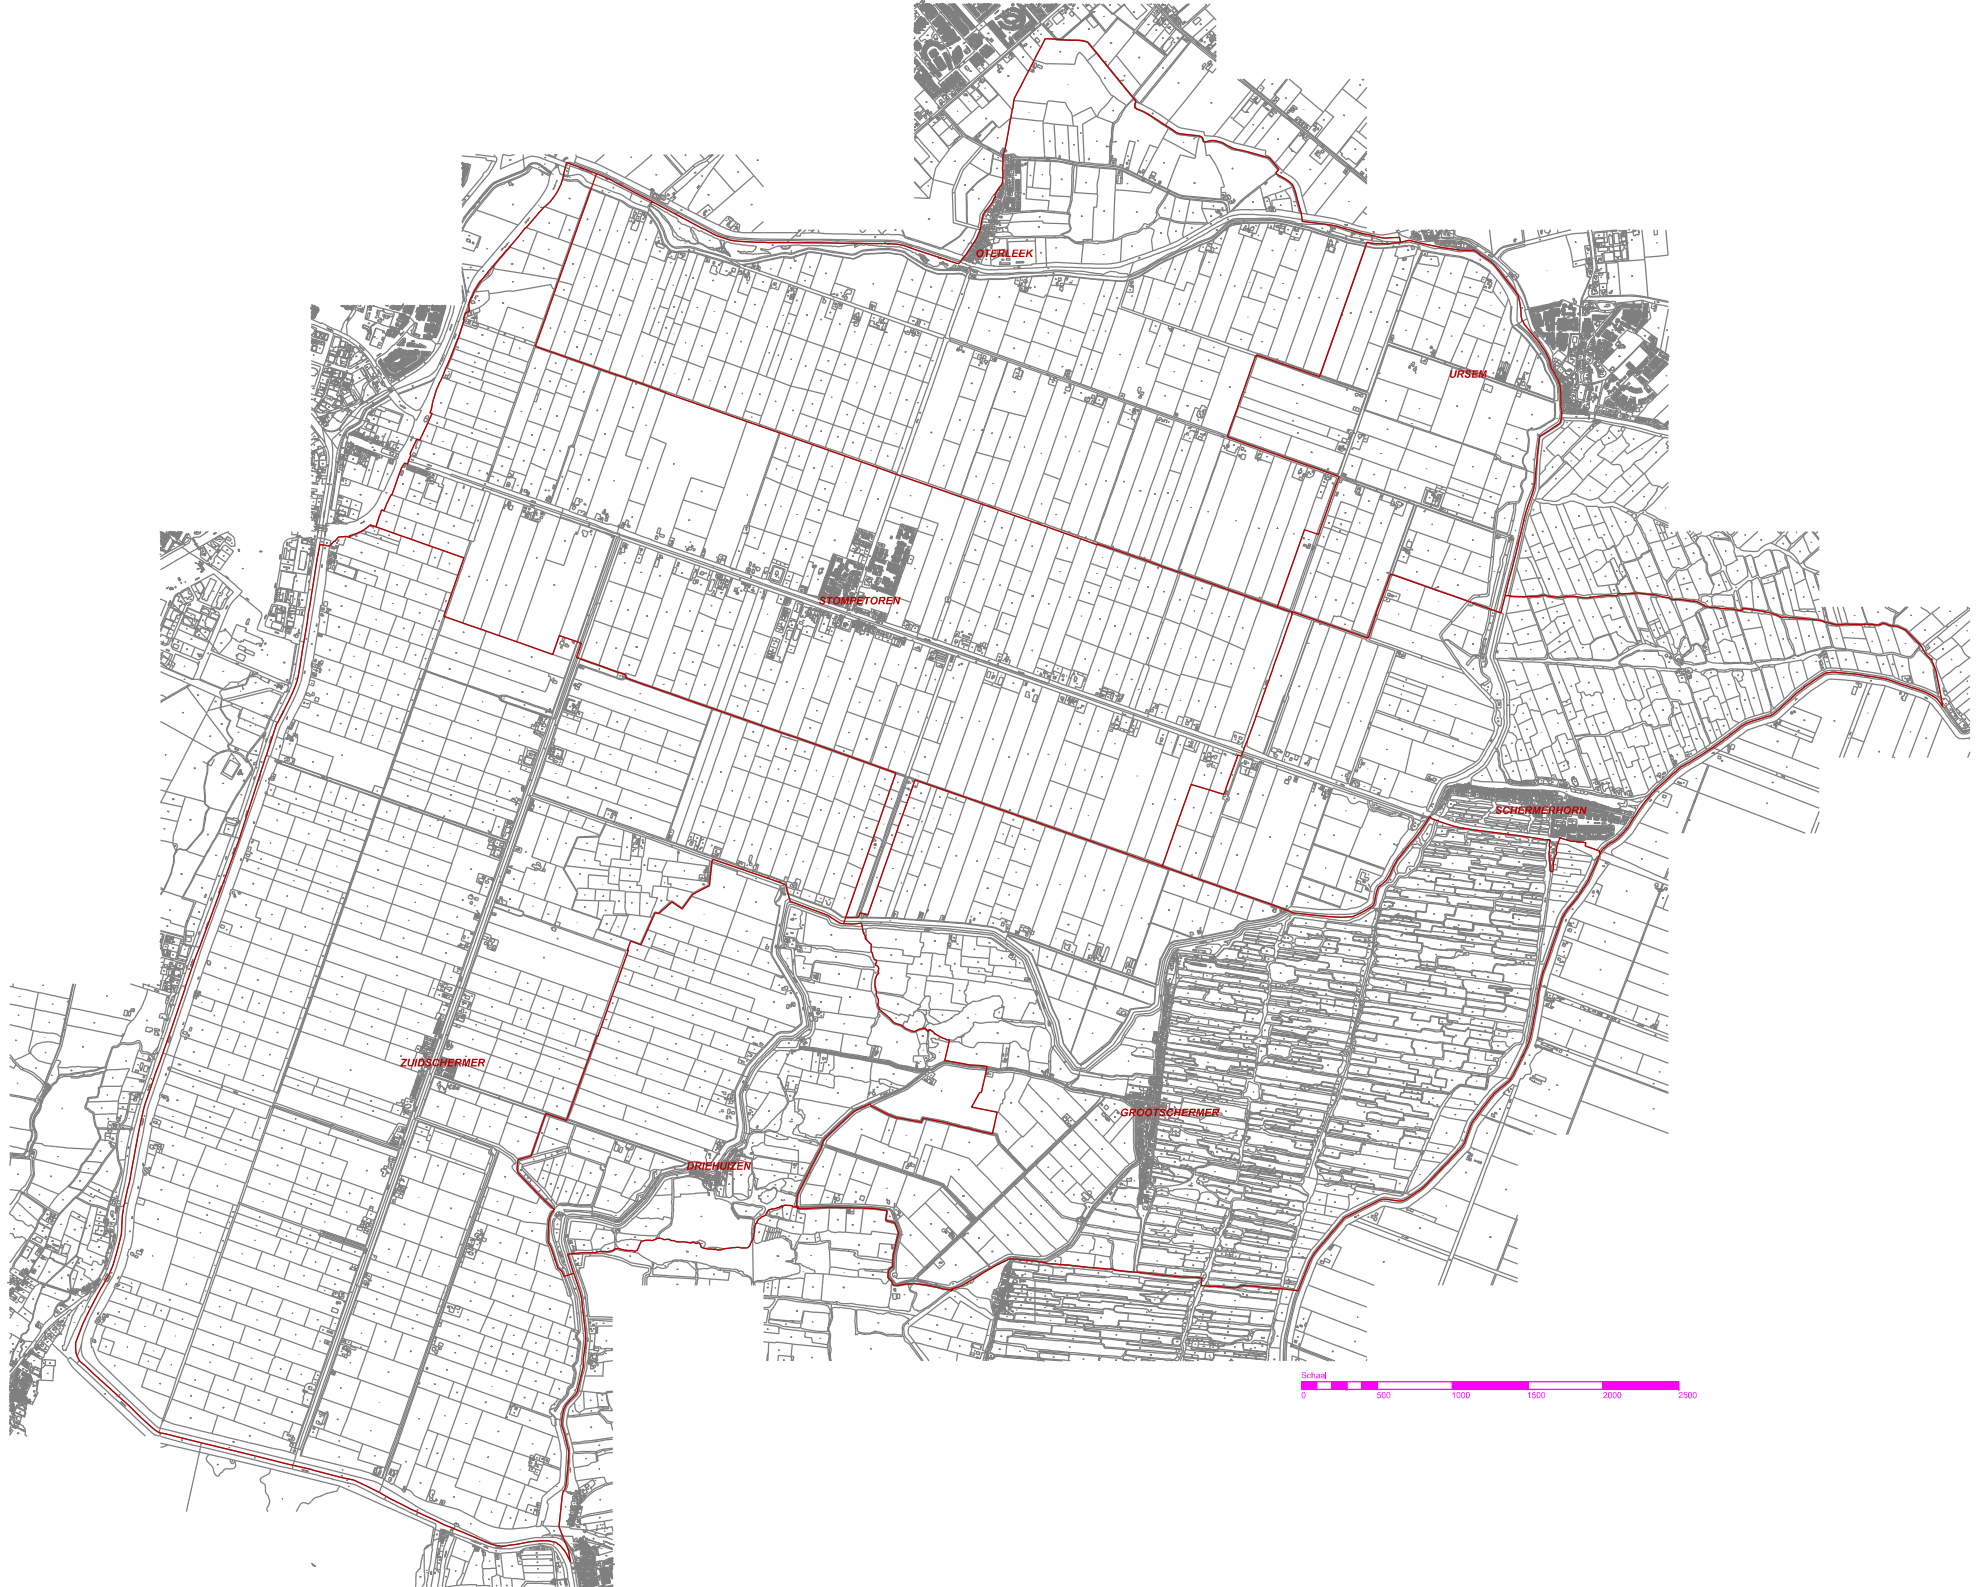 OTERLEEK
URSEM
STOMPETOREN
SCHERMERHORN
ZUIDSCHERMER
GROOTSCHERMER
DRIEHUIZEN
Schaal
0 500 1000 1500 2000 2500